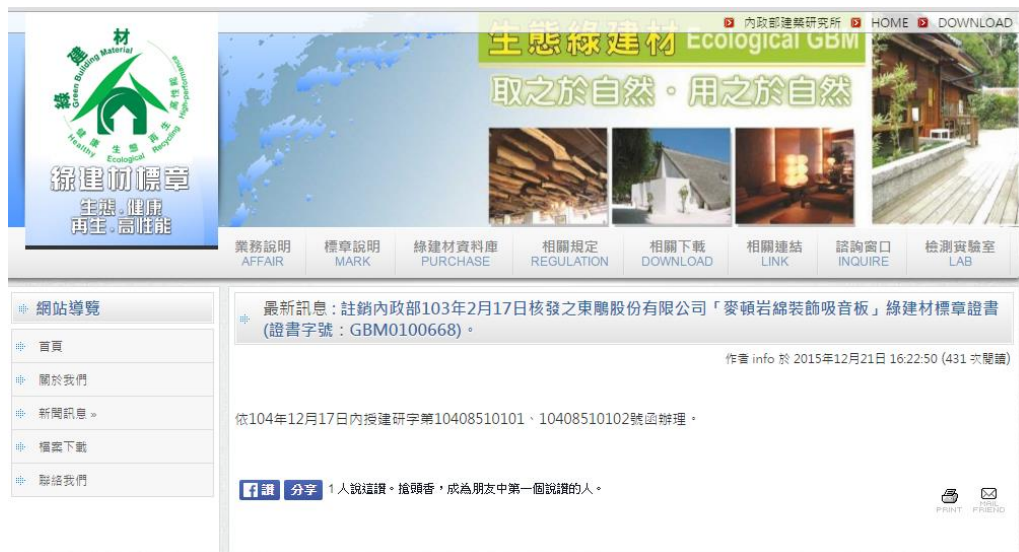 內政部建築研究所 HOME DOWNLOAD
生態綠建材 Ecological GBM
取之於自然。用之於自然
綠建材
Green Building Material
High-performance
高性能
健康 生態 再生
Healthy Ecological Recycling
綠建材標章
生態.健康
再生.高性能
業務說明 標章說明 綠建材資料庫 相關規定 相關下載 相關連結 諮詢窗口 檢測實驗室
AFFAIR MARK PURCHASE REGULATION DOWNLOAD LINK INQUIRE LAB
網站導覽
首頁
關於我們
新聞訊息 »
檔案下載
聯絡我們
最新訊息 : 註銷內政部103年2月17日核發之東鵰股份有限公司「麥頓岩綿裝飾吸音板」綠建材標章證書
(證書字號：GBM0100668)。
作者 info 於 2015年12月21日 16:22:50 (431 次閱讀)
依104年12月17日內授建研字第10408510101、10408510102號函辦理。
讚 分享 1 人說這讚。搶頭香，成為朋友中第一個說讚的人。
PRINT MAIL
FRIEND